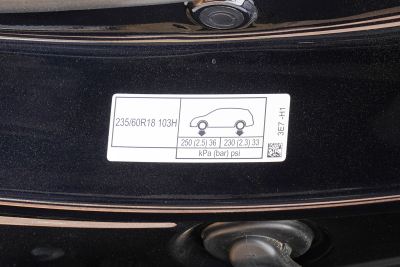 235/60R18 103H
250 (2.5) 36 230 (2.3) 33
kPa (bar) psi
3E7 -H1